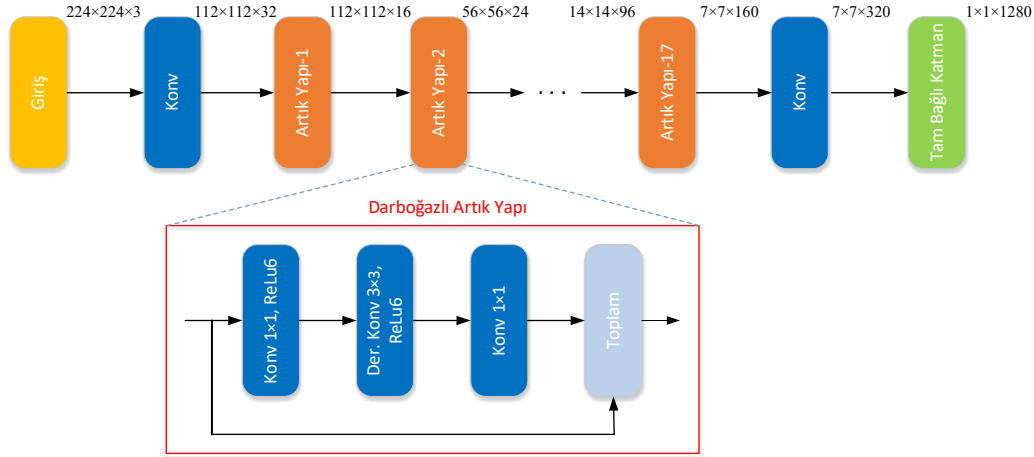 224×224×3
112×112×32
112×112×16
56×56×24
14×14×96
7×7×160
7×7×320
1×1×1280
Giriş
Konv
Artık Yapı-1
Artık Yapı-2
. . .
Artık Yapı-17
Konv
Tam Bağlı Katman
Darboğazlı Artık Yapı
Konv 1×1, ReLu6
Der. Konv 3×3,
ReLu6
Konv 1×1
Toplam